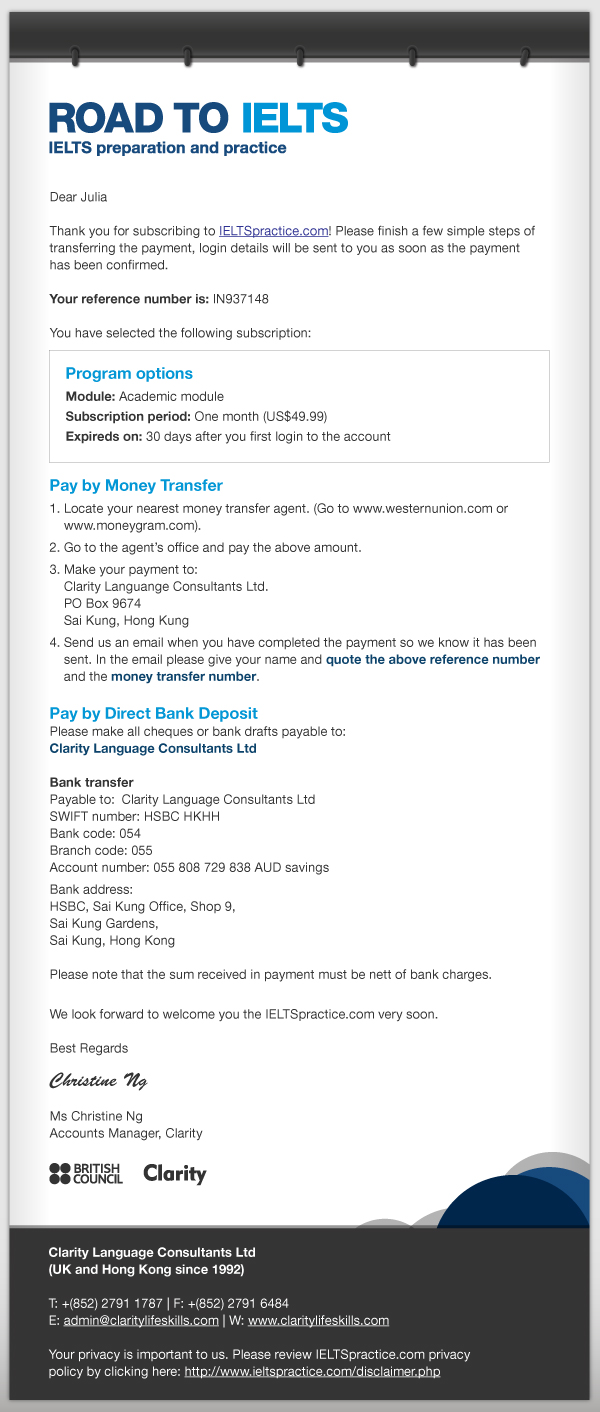 ROAD TO IELTS
IELTS preparation and practice
Dear Julia
Thank you for subscribing to IELTSpractice.com! Please finish a few simple steps of
transferring the payment, login details will be sent to you as soon as the payment
has been confirmed.
Your reference number is: IN937148
You have selected the following subscription:
Program options
Module: Academic module
Subscription period: One month (US$49.99)
Expireds on: 30 days after you first login to the account
Pay by Money Transfer
1. Locate your nearest money transfer agent. (Go to www.westernunion.com or
www.moneygram.com).
2. Go to the agent's office and pay the above amount.
3. Make your payment to:
Clarity Languange Consultants Ltd.
PO Box 9674
Sai Kung, Hong Kung
4. Send us an email when you have completed the payment so we know it has been
sent. In the email please give your name and quote the above reference number
and the money transfer number.
Pay by Direct Bank Deposit
Please make all cheques or bank drafts payable to:
Clarity Language Consultants Ltd
Bank transfer
Payable to: Clarity Language Consultants Ltd
SWIFT number: HSBC HKHH
Bank code: 054
Branch code: 055
Account number: 055 808 729 838 AUD savings
Bank address:
HSBC, Sai Kung Office, Shop 9,
Sai Kung Gardens,
Sai Kung, Hong Kong
Please note that the sum received in payment must be nett of bank charges.
We look forward to welcome you the IELTSpractice.com very soon.
Best Regards
Christine Ng
Ms Christine Ng
Accounts Manager, Clarity
BRITISH COUNCIL Clarity
Clarity Language Consultants Ltd
(UK and Hong Kong since 1992)
T: +(852) 2791 1787 | F: +(852) 2791 6484
E: admin@claritylifeskills.com | W: www.claritylifeskills.com
Your privacy is important to us. Please review IELTSpractice.com privacy
policy by clicking here: http://www.ieltspractice.com/disclaimer.php